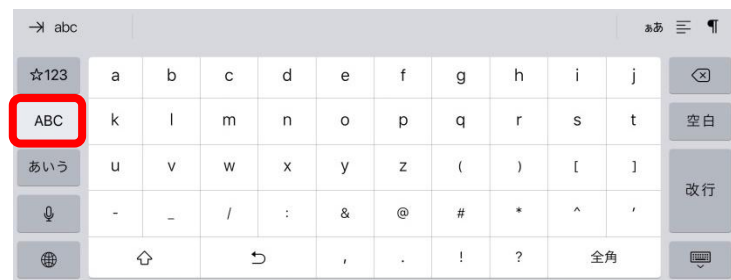 abc ぁあ ¶
☆123 a b c d e f g h i j
ABC k l m n o p q r s t 空白
あいう u v w x y z ( ) [ ] 改行
- _ / : & @ # * ^ ′
, . ! ? 全角